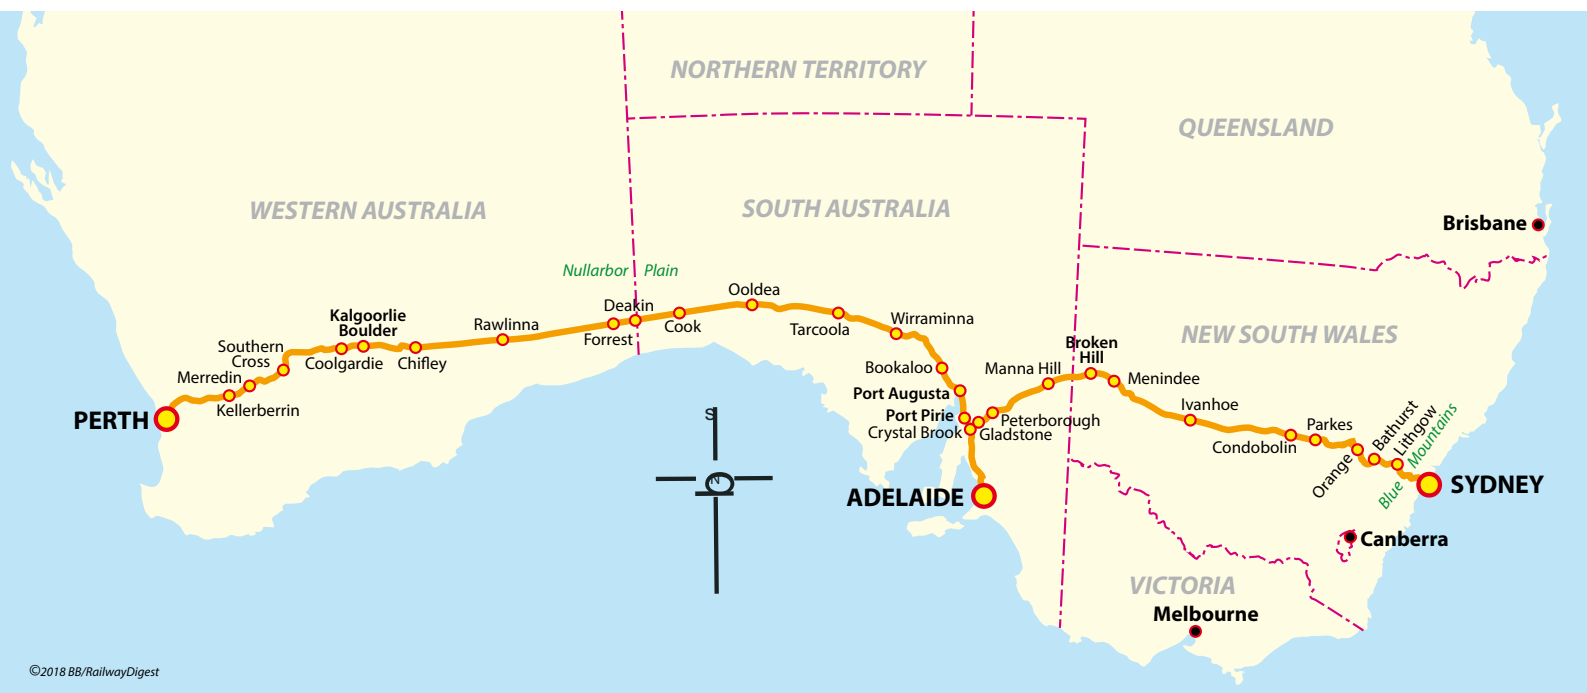 NORTHERN TERRITORY
QUEENSLAND
WESTERN AUSTRALIA
SOUTH AUSTRALIA
Brisbane
Nullarbor Plain
Ooldea
Deakin
Kalgoorlie
Boulder
Rawlinna
Forrest
Cook
Tarcoola
Wirraminna
NEW SOUTH WALES
Southern
Cross
Coolgardie
Chifley
Broken
Hill
Bookaloo
Manna Hill
Merredin
Kellerberrin
Menindee
Port Augusta
PERTH
Port Pirie
Crystal Brook
Peterborough
Gladstone
Ivanhoe
Condobolin
Parkes
Orange
Bathurst
Lithgow
Blue Mountains
SYDNEY
ADELAIDE
S
N
Canberra
VICTORIA
Melbourne
©2018 BB/RailwayDigest